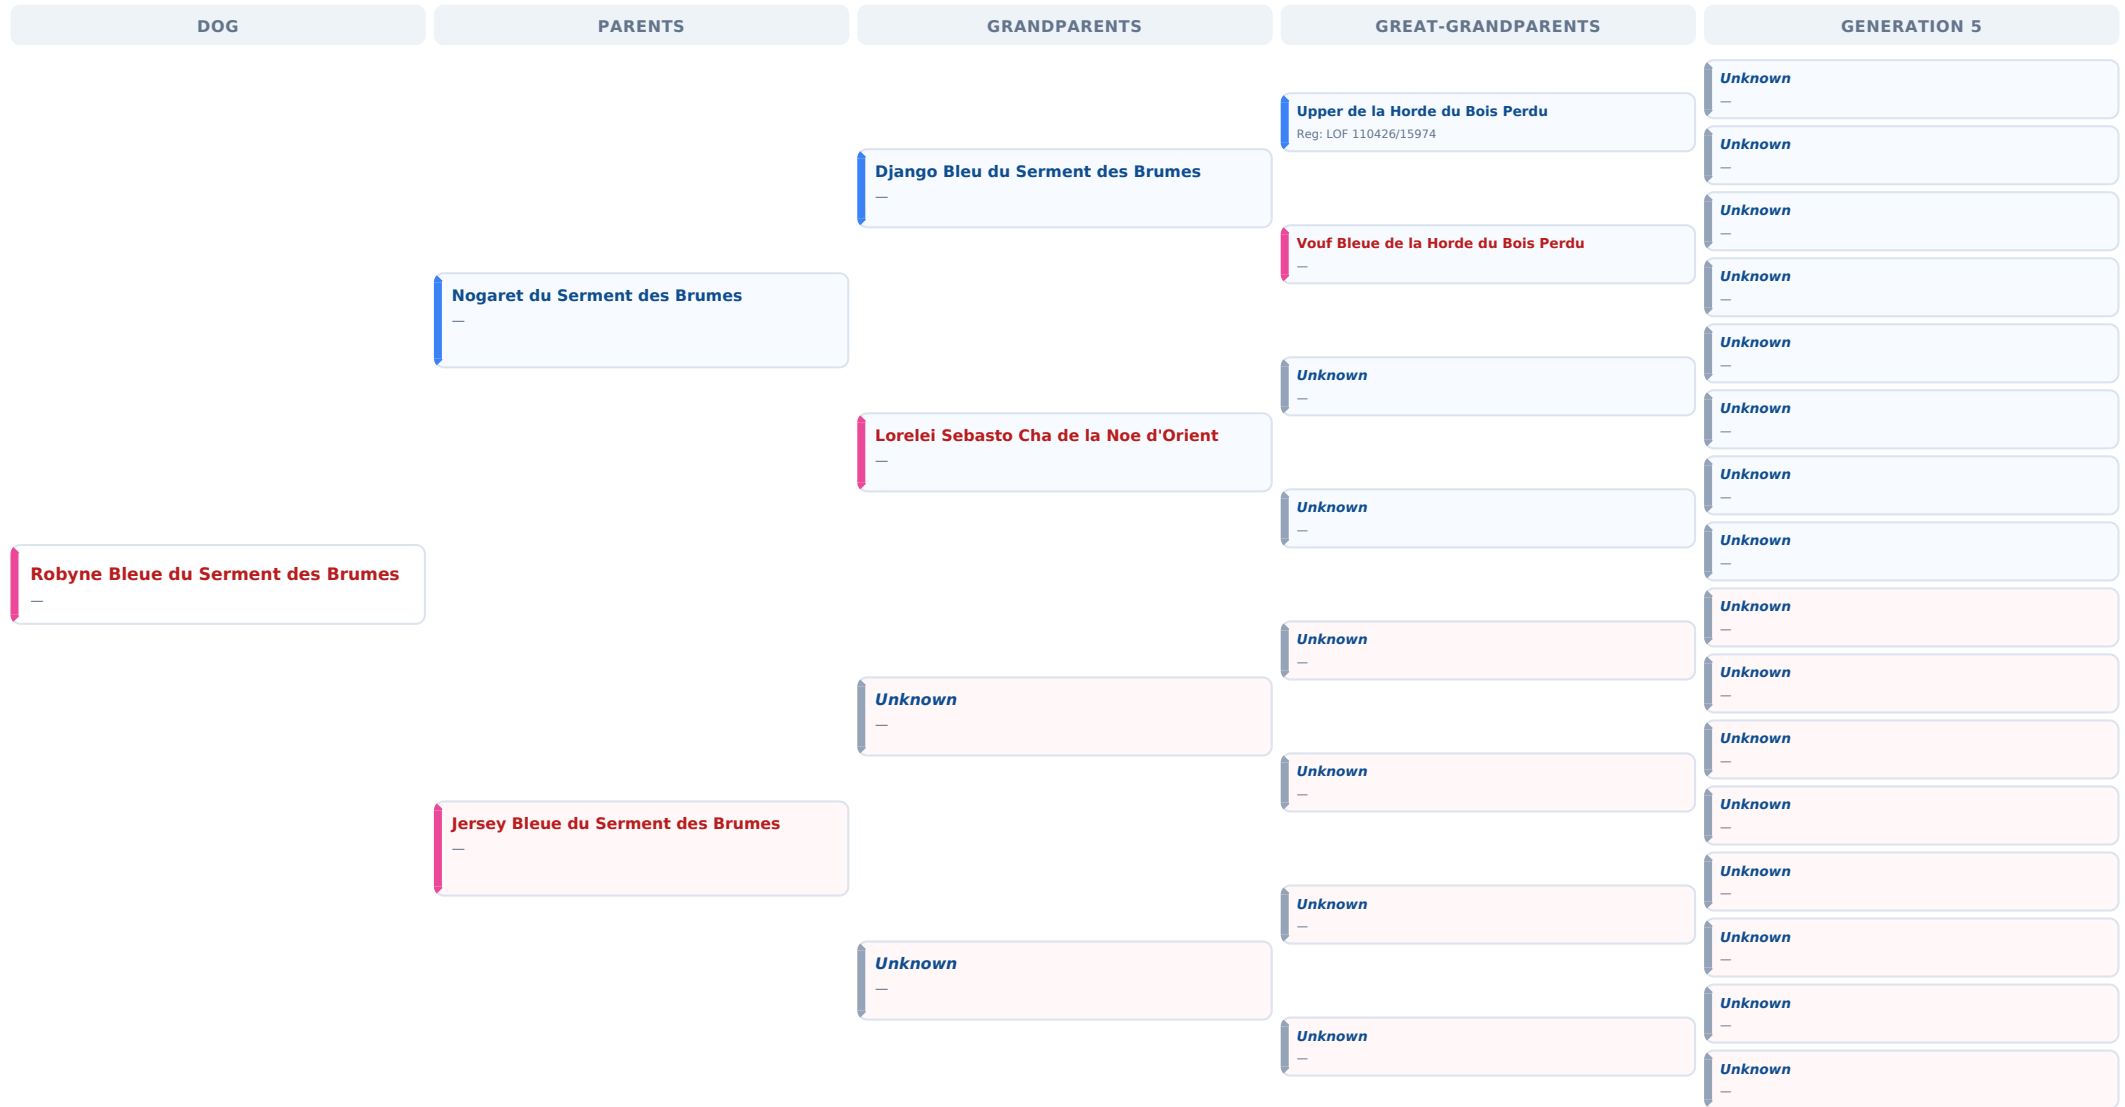 DOG
PARENTS
GRANDPARENTS
GREAT-GRANDPARENTS
GENERATION 5
Robyne Bleue du Serment des Brumes
—
Nogaret du Serment des Brumes
—
Jersey Bleue du Serment des Brumes
—
Django Bleu du Serment des Brumes
—
Lorelei Sebasto Cha de la Noe d'Orient
—
Unknown
—
Unknown
—
Upper de la Horde du Bois Perdu
Reg: LOF 110426/15974
Vouf Bleue de la Horde du Bois Perdu
—
Unknown
—
Unknown
—
Unknown
—
Unknown
—
Unknown
—
Unknown
—
Unknown
—
Unknown
—
Unknown
—
Unknown
—
Unknown
—
Unknown
—
Unknown
—
Unknown
—
Unknown
—
Unknown
—
Unknown
—
Unknown
—
Unknown
—
Unknown
—
Unknown
—
Unknown
—